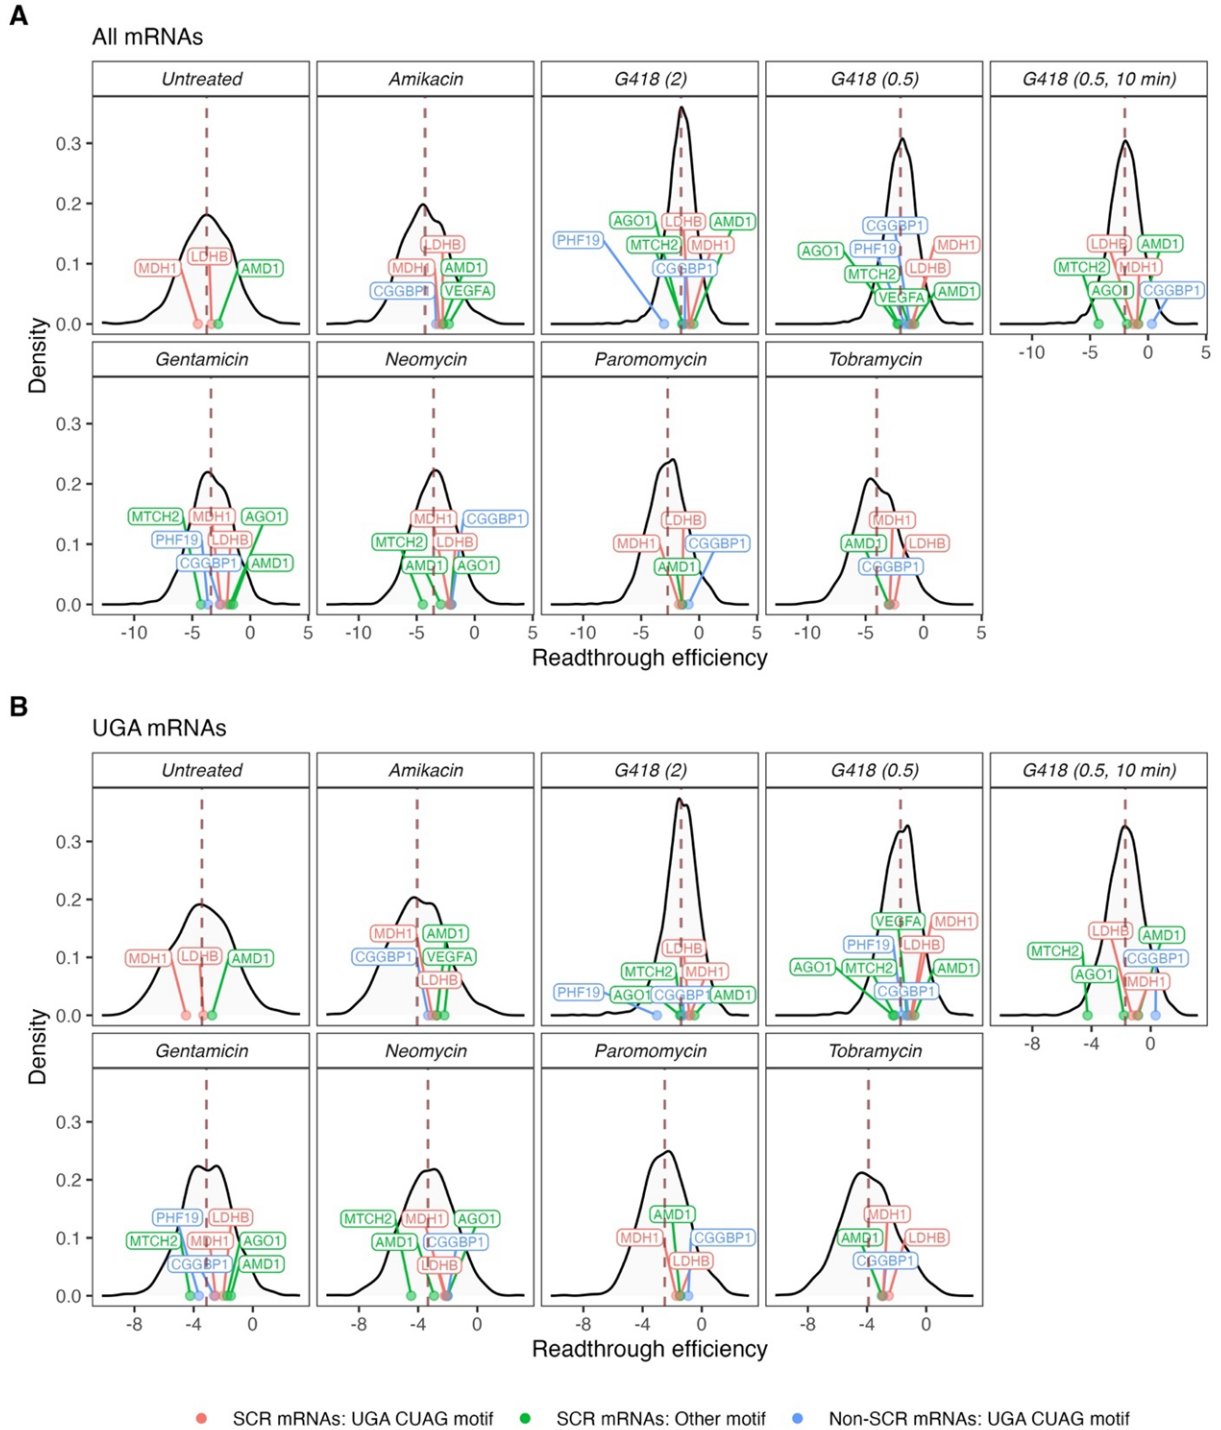 A
All mRNAs
Untreated
Amikacin
G418 (2)
G418 (0.5)
G418 (0.5, 10 min)
Density
0.3
0.2
0.1
0.0
MDH1
LDHB
AMD1
LDHB
MDH1
AMD1
CGGBP1
VEGFA
AGO1
LDHB
AMD1
PHF19
MTCH2
MDH1
CGGBP1
CGGBP1
AGO1
PHF19
MDH1
MTCH2
LDHB
VEGFA
AMD1
LDHB
AMD1
MTCH2
MDH1
AGO1
CGGBP1
-10 -5 0 5
Gentamicin
Neomycin
Paromomycin
Tobramycin
0.3
0.2
0.1
0.0
MTCH2
MDH1
AGO1
PHF19
LDHB
CGGBP1
AMD1
MDH1
CGGBP1
MTCH2
LDHB
AMD1
AGO1
LDHB
MDH1
CGGBP1
AMD1
MDH1
AMD1
LDHB
CGGBP1
-10 -5 0 5
-10 -5 0 5
-10 -5 0 5
-10 -5 0 5
Readthrough efficiency
B
UGA mRNAs
Untreated
Amikacin
G418 (2)
G418 (0.5)
G418 (0.5, 10 min)
Density
0.3
0.2
0.1
0.0
MDH1
LDHB
AMD1
MDH1
AMD1
CGGBP1
VEGFA
LDHB
LDHB
MTCH2
MDH1
PHF19
AGO1
CGGBP1
AMD1
VEGFA
MDH1
PHF19
LDHB
AGO1
MTCH2
AMD1
CGGBP1
LDHB
AMD1
MTCH2
CGGBP1
AGO1
MDH1
-8 -4 0
Gentamicin
Neomycin
Paromomycin
Tobramycin
0.3
0.2
0.1
0.0
PHF19
LDHB
MTCH2
MDH1
AGO1
CGGBP1
AMD1
MTCH2
MDH1
AGO1
AMD1
CGGBP1
LDHB
AMD1
MDH1
CGGBP1
LDHB
MDH1
AMD1
LDHB
CGGBP1
-8 -4 0
-8 -4 0
-8 -4 0
-8 -4 0
Readthrough efficiency
SCR mRNAs: UGA CUAG motif
SCR mRNAs: Other motif
Non-SCR mRNAs: UGA CUAG motif